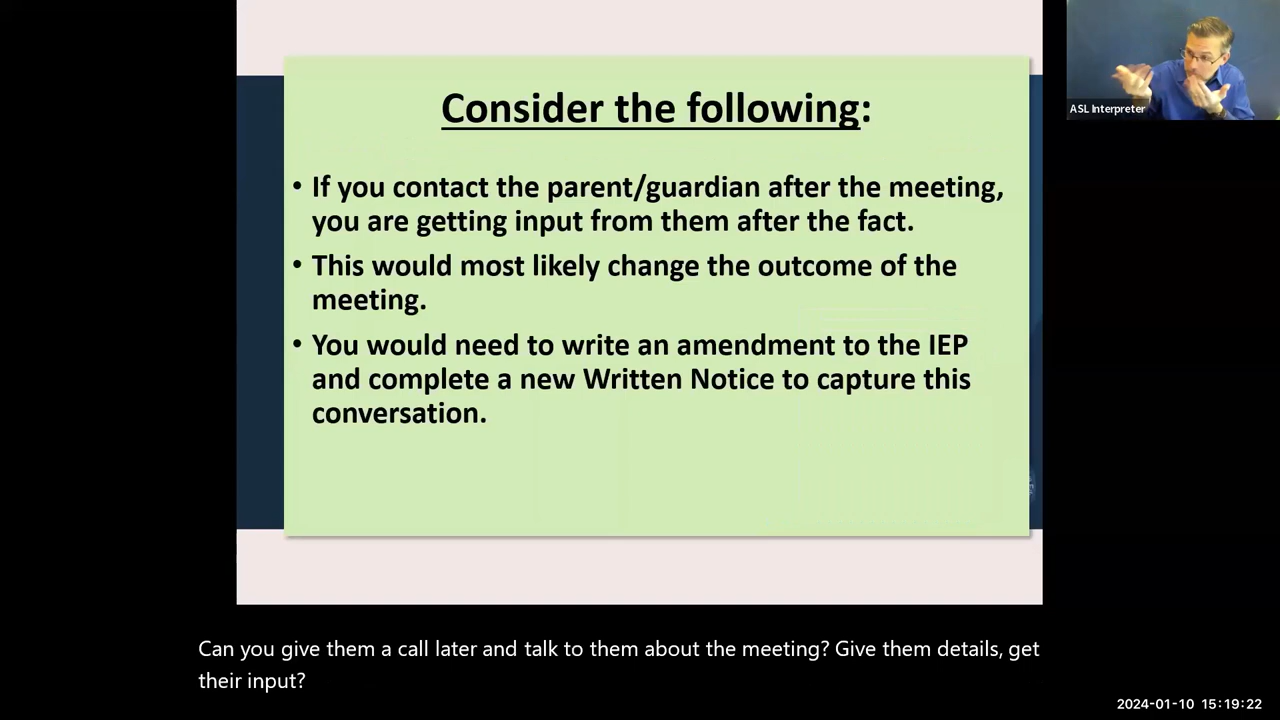 ASL Interpreter
Consider the following:
• If you contact the parent/guardian after the meeting,
you are getting input from them after the fact.
• This would most likely change the outcome of the
meeting.
• You would need to write an amendment to the IEP
and complete a new Written Notice to capture this
conversation.
Can you give them a call later and talk to them about the meeting? Give them details, get
their input?
2024-01-10 15:19:22